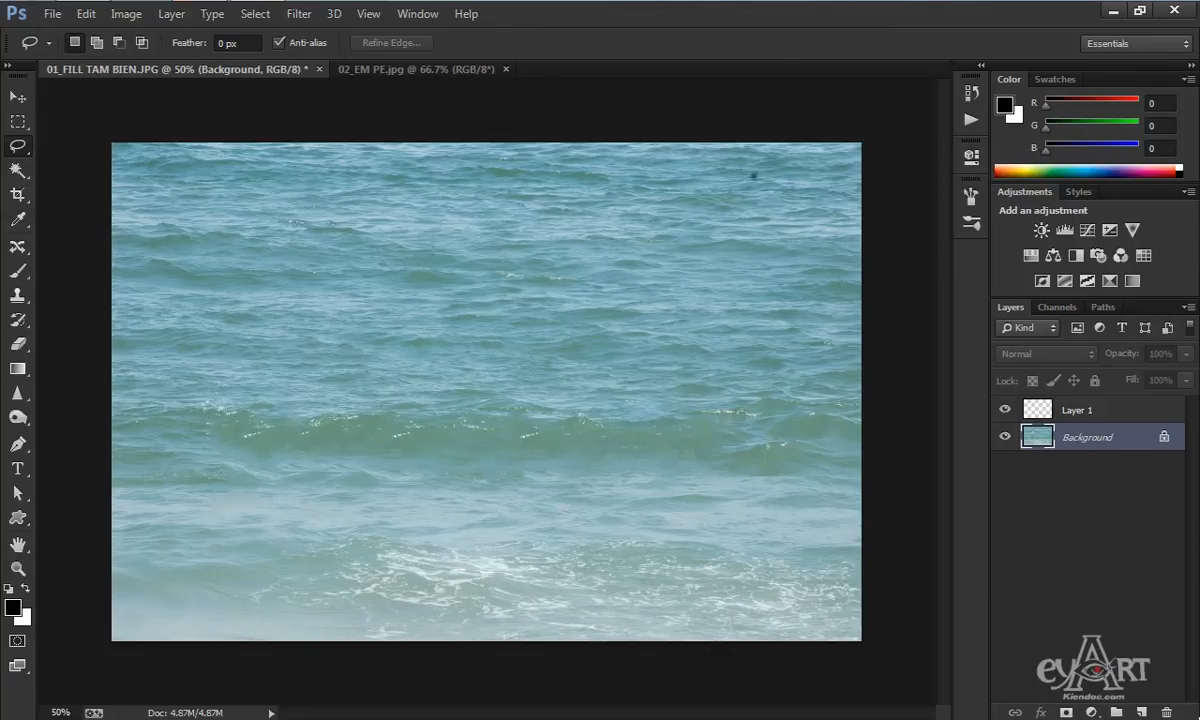 Ps File Edit Image Layer Type Select Filter 3D View Window Help
Feather: 0 px Anti-alias Refine Edge... Essentials
01_FILL TAM BIEN.JPG @ 50% (Background, RGB/8) * × 02_EM PE.jpg @ 66.7% (RGB/8*) ×
Color Swatches
R 0
G 0
B 0
Adjustments Styles
Add an adjustment
Layers Channels Paths
Kind
Normal Opacity: 100%
Lock: Fill: 100%
Layer 1
Background
eyART
Kiendoc.com
50% Doc: 4.87M/4.87M